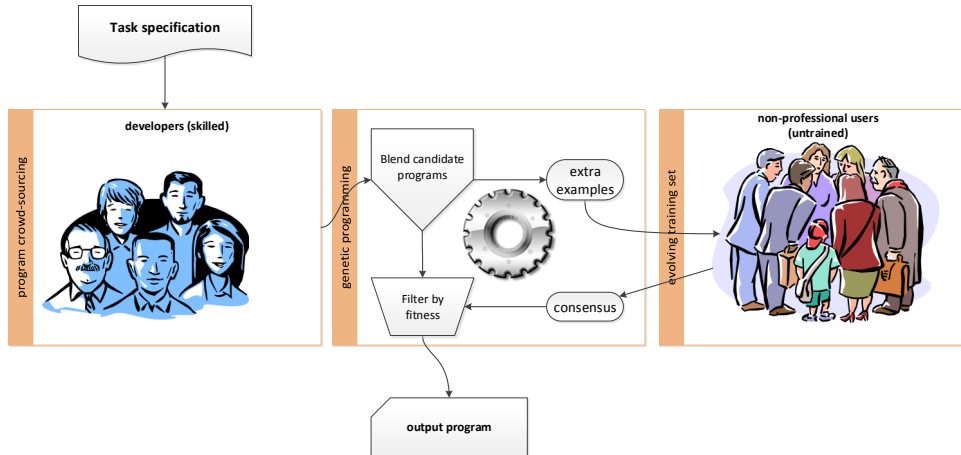 Task specification
program crowd-sourcing
developers (skilled)
genetic programming
Blend candidate
programs
extra
examples
Filter by
fitness
consensus
evolving training set
non-professional users
(untrained)
output program